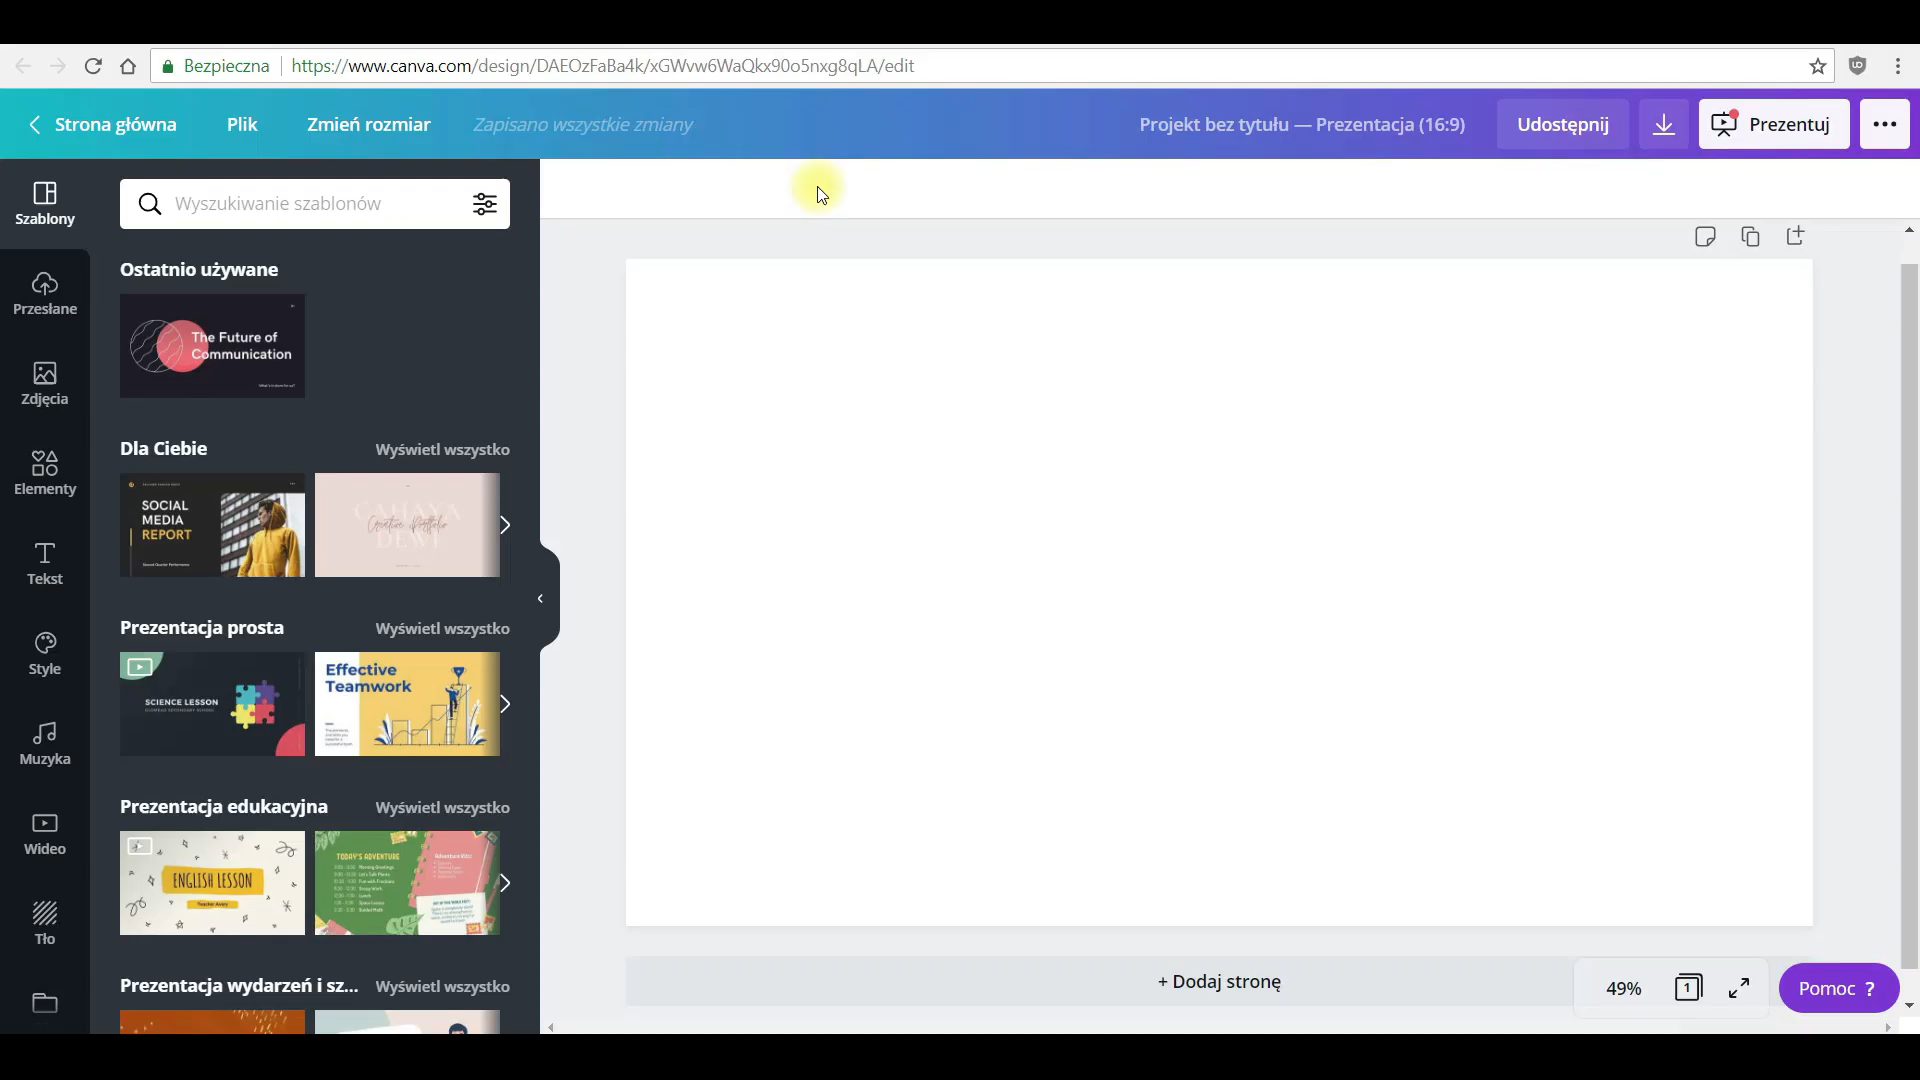 Bezpieczna
https://www.canva.com/design/DAEOzFaBa4k/xGWvw6WaQkx90o5nxg8qLA/edit
Strona główna
Plik
Zmień rozmiar
Zapisano wszystkie zmiany
Projekt bez tytułu — Prezentacja (16:9)
Udostępnij
Prezentuj
Szablony
Przesłane
Zdjęcia
Elementy
Tekst
Style
Muzyka
Wideo
Tło
Wyszukiwanie szablonów
Ostatnio używane
The Future of
Communication
Dla Ciebie
Wyświetl wszystko
SOCIAL
MEDIA
REPORT
Creative Portfolio
Prezentacja prosta
Wyświetl wszystko
SCIENCE LESSON
Effective
Teamwork
Prezentacja edukacyjna
Wyświetl wszystko
ENGLISH LESSON
TODAY'S ADVENTURE
Prezentacja wydarzeń i sz...
Wyświetl wszystko
+ Dodaj stronę
49%
1
Pomoc ?